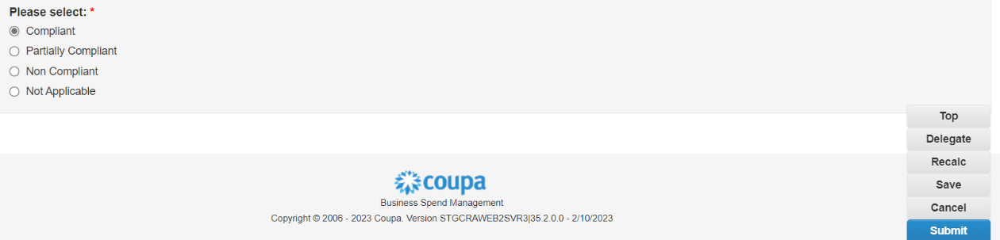 Please select: *
Compliant
Partially Compliant
Non Compliant
Not Applicable
Top
Delegate
Recalc
Save
Cancel
Submit
coupa
Business Spend Management
Copyright © 2006 - 2023 Coupa. Version STGCRAWEB2SVR3|35.2.0.0 - 2/10/2023